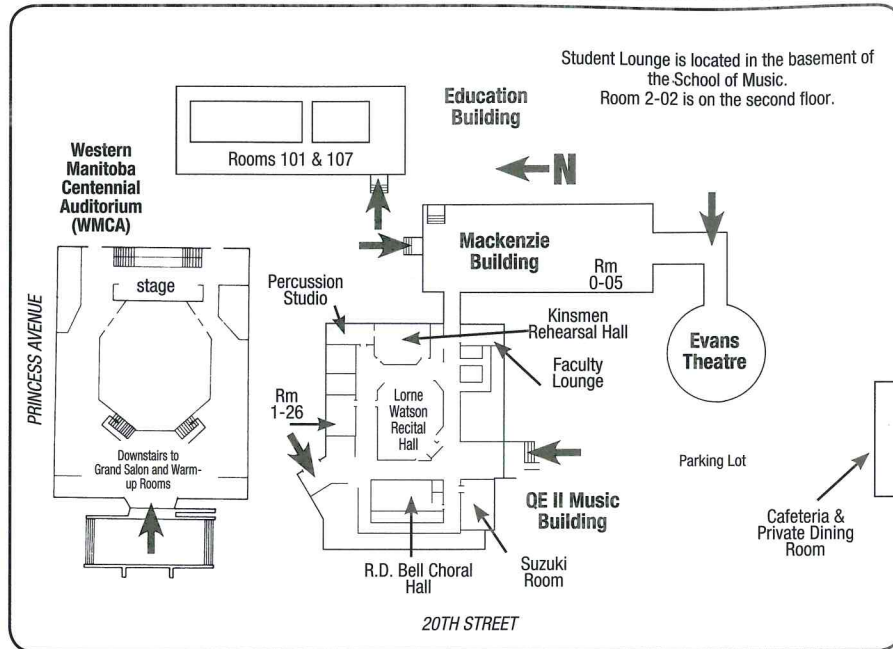 Student Lounge is located in the basement of
the School of Music.
Room 2-02 is on the second floor.
Education
Building
Rooms 101 & 107
N
Western
Manitoba
Centennial
Auditorium
(WMCA)
Mackenzie
Building
Rm
0-05
stage
Percussion
Studio
Kinsmen
Rehearsal Hall
Faculty
Lounge
Evans
Theatre
PRINCESS AVENUE
Rm
1-26
Lorne
Watson
Recital
Hall
Downstairs to
Grand Salon and Warm-
up Rooms
Parking Lot
QE II Music
Building
Cafeteria &
Private Dining
Room
R.D. Bell Choral
Hall
Suzuki
Room
20TH STREET